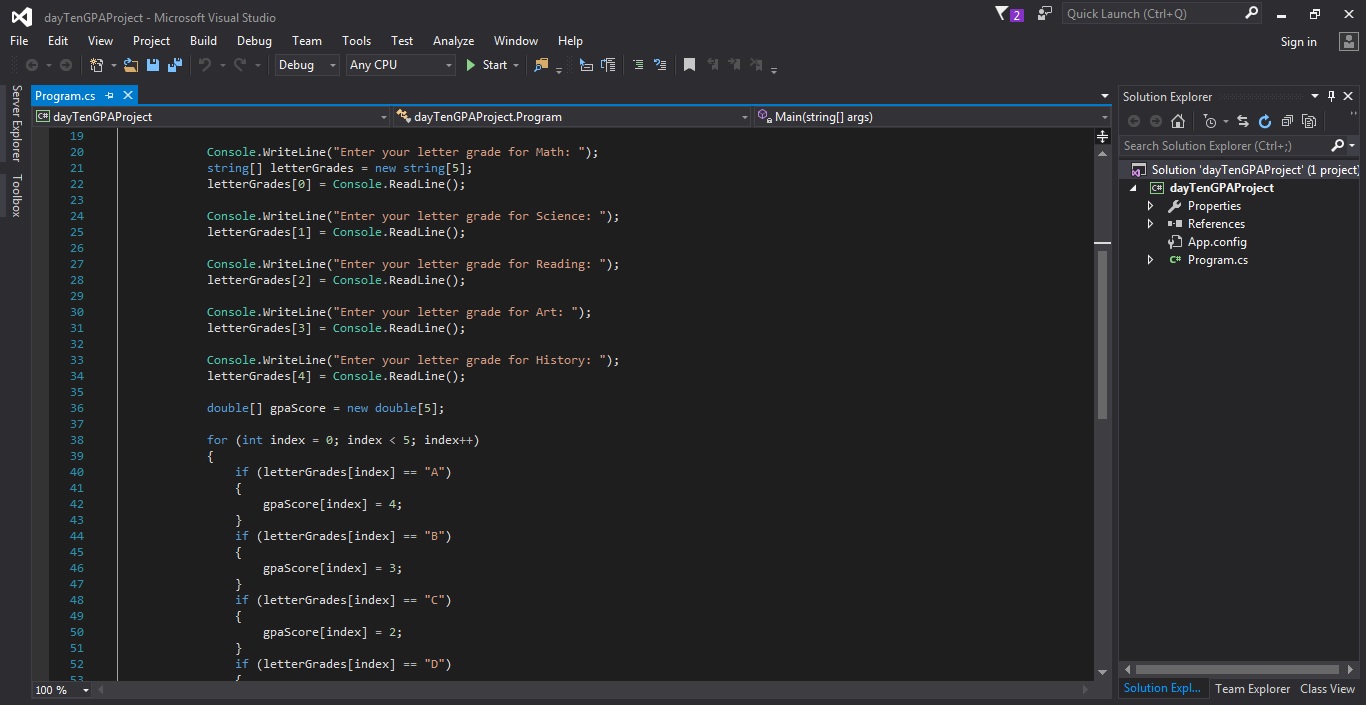 dayTenGPAProject - Microsoft Visual Studio
2
Quick Launch (Ctrl+Q)
File Edit View Project Build Debug Team Tools Test Analyze Window Help
Sign in
Debug Any CPU Start
Server Explorer
Toolbox
Program.cs
C# dayTenGPAProject
dayTenGPAProject.Program
Main(string[] args)
19
20 Console.WriteLine("Enter your letter grade for Math: ");
21 string[] letterGrades = new string[5];
22 letterGrades[0] = Console.ReadLine();
23
24 Console.WriteLine("Enter your letter grade for Science: ");
25 letterGrades[1] = Console.ReadLine();
26
27 Console.WriteLine("Enter your letter grade for Reading: ");
28 letterGrades[2] = Console.ReadLine();
29
30 Console.WriteLine("Enter your letter grade for Art: ");
31 letterGrades[3] = Console.ReadLine();
32
33 Console.WriteLine("Enter your letter grade for History: ");
34 letterGrades[4] = Console.ReadLine();
35
36 double[] gpaScore = new double[5];
37
38 for (int index = 0; index < 5; index++)
39 {
40 if (letterGrades[index] == "A")
41 {
42 gpaScore[index] = 4;
43 }
44 if (letterGrades[index] == "B")
45 {
46 gpaScore[index] = 3;
47 }
48 if (letterGrades[index] == "C")
49 {
50 gpaScore[index] = 2;
51 }
52 if (letterGrades[index] == "D")
53 {
100 %
Solution Explorer
Search Solution Explorer (Ctrl+;)
Solution 'dayTenGPAProject' (1 project)
C# dayTenGPAProject
Properties
References
App.config
C# Program.cs
Solution Expl... Team Explorer Class View